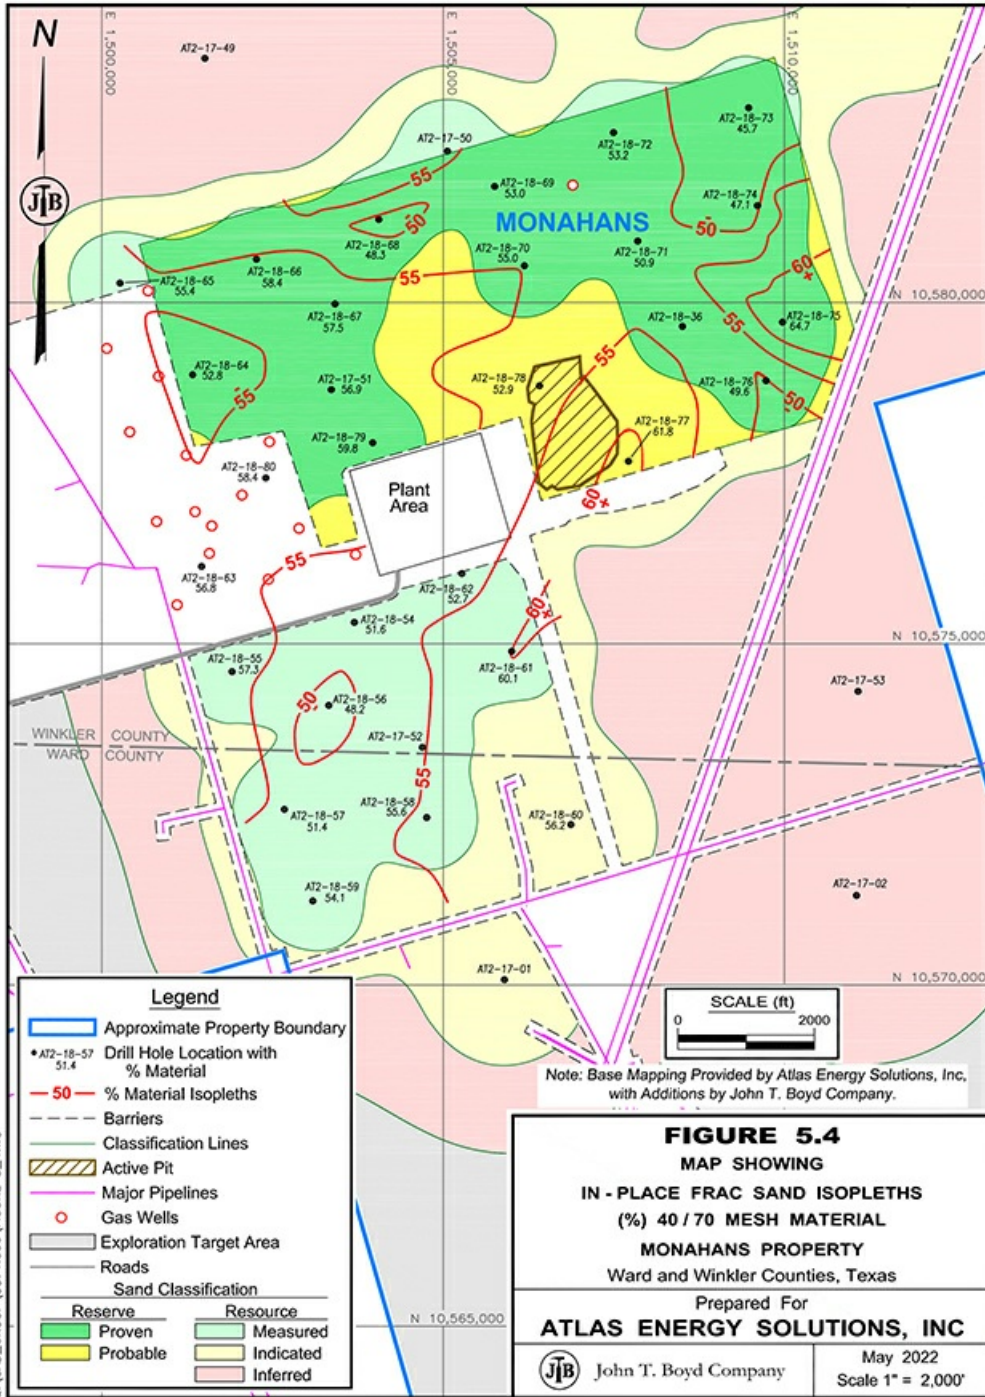 N
JTB
E 1,500,000
E 1,505,000
E 1,510,000
AT2-17-49
AT2-17-50
AT2-18-73
45.7
AT2-18-72
53.2
55
AT2-18-69
53.0
AT2-18-74
47.1
MONAHANS
50
AT2-18-68
48.3
50
AT2-18-70
55.0
AT2-18-71
50.9
AT2-18-66
58.4
55
60+
AT2-18-65
55.4
N 10,580,000
AT2-18-67
57.5
AT2-18-36
AT2-18-75
64.7
55
55
AT2-18-64
52.8
AT2-17-51
56.9
AT2-18-78
52.9
AT2-18-76
49.6
55
50
AT2-18-77
61.8
AT2-18-79
59.8
AT2-18-80
58.4
Plant
Area
60+
55
AT2-18-63
56.8
AT2-18-62
52.7
60+
AT2-18-54
51.6
N 10,575,000
AT2-18-55
57.3
AT2-18-61
60.1
AT2-17-53
50
AT2-18-56
48.2
WINKLER COUNTY
WARD COUNTY
AT2-17-52
55
AT2-18-57
51.4
AT2-18-58
55.6
AT2-18-60
56.2
AT2-18-59
54.1
AT2-17-02
AT2-17-01
N 10,570,000
SCALE (ft)
0 2000
Note: Base Mapping Provided by Atlas Energy Solutions, Inc,
with Additions by John T. Boyd Company.
Legend
Approximate Property Boundary
AT2-18-57
51.4
Drill Hole Location with
% Material
50 % Material Isopleths
Barriers
Classification Lines
Active Pit
Major Pipelines
Gas Wells
Exploration Target Area
Roads
Sand Classification
Reserve Resource
Proven Measured
Probable Indicated
Inferred
N 10,565,000
FIGURE 5.4
MAP SHOWING
IN - PLACE FRAC SAND ISOPLETHS
(%) 40 / 70 MESH MATERIAL
MONAHANS PROPERTY
Ward and Winkler Counties, Texas
Prepared For
ATLAS ENERGY SOLUTIONS, INC
JTB John T. Boyd Company
May 2022
Scale 1" = 2,000'